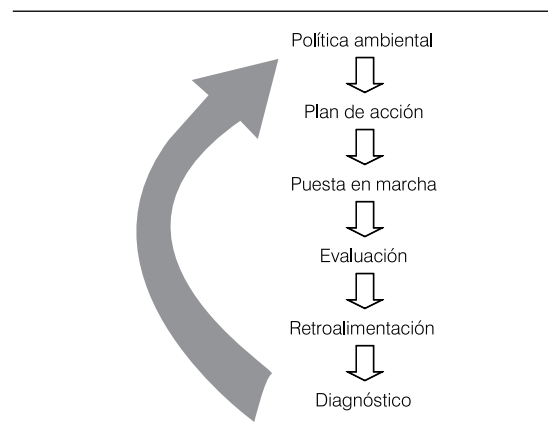 Política ambiental
Plan de acción
Puesta en marcha
Evaluación
Retroalimentación
Diagnóstico